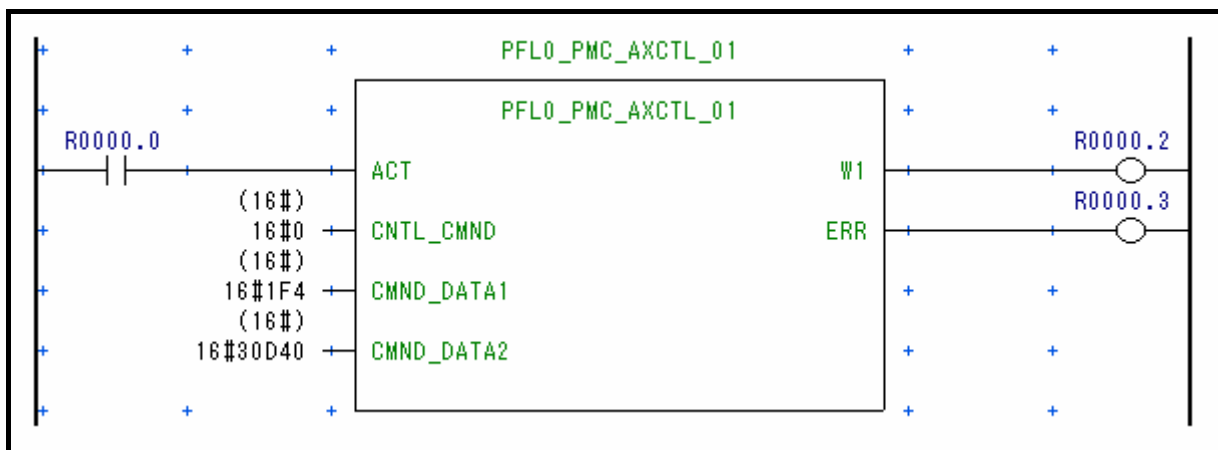 PFL0_PMC_AXCTL_01
PFL0_PMC_AXCTL_01
R0000.0
R0000.2
ACT
W1
(16#)
R0000.3
16#0
CNTL_CMND
ERR
(16#)
16#1F4
CMND_DATA1
(16#)
16#30D40
CMND_DATA2